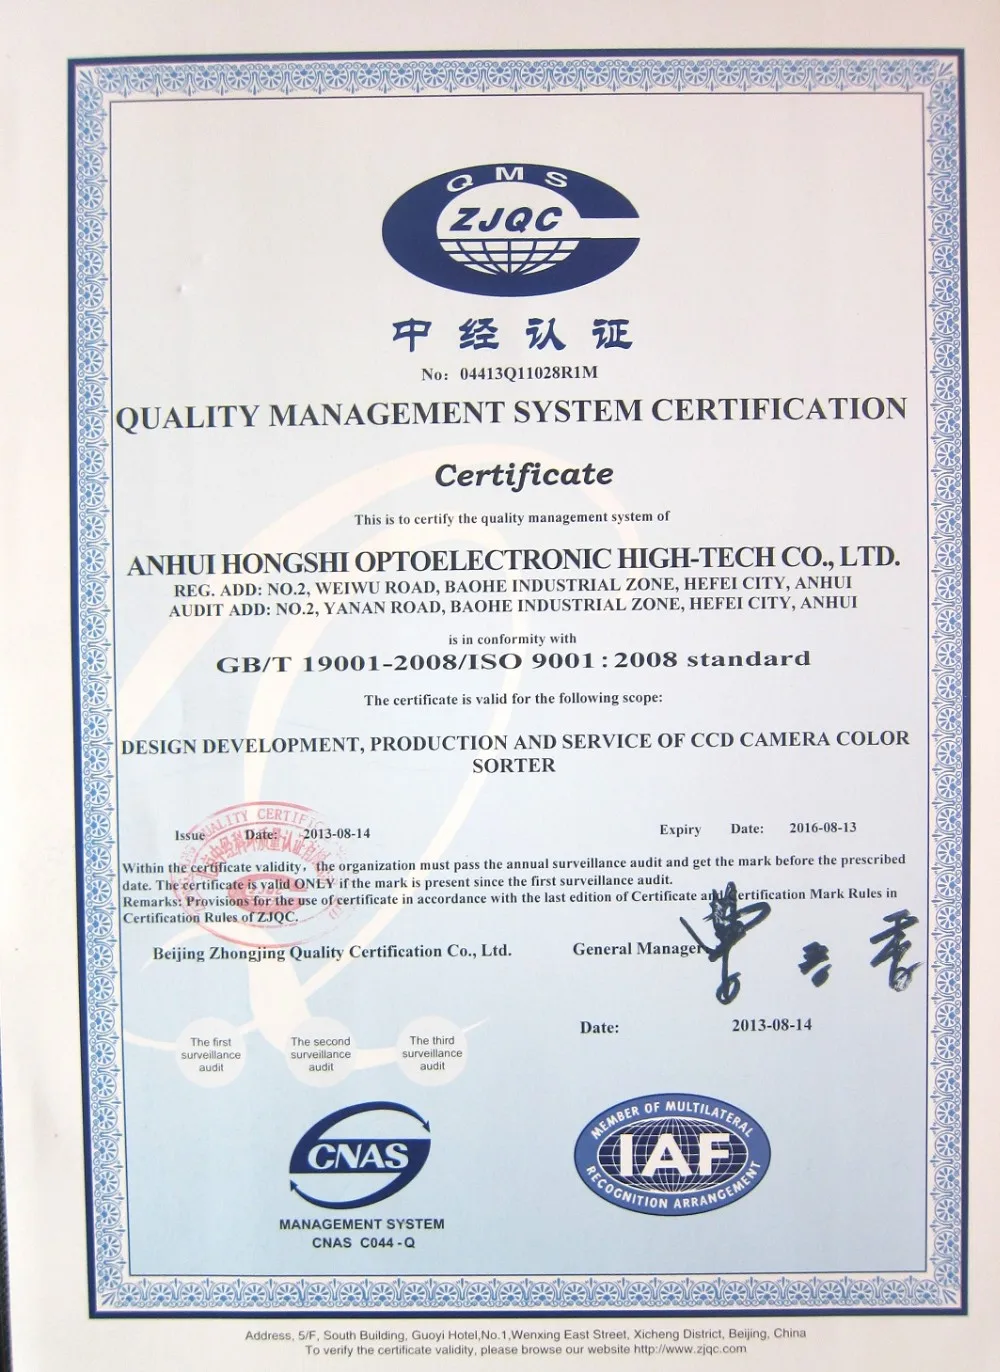 QMS
ZJQC
中经认证
No: 04413Q11028R1M
QUALITY MANAGEMENT SYSTEM CERTIFICATION
Certificate
This is to certify the quality management system of
ANHUI HONGSHI OPTOELECTRONIC HIGH-TECH CO., LTD.
REG. ADD: NO.2, WEIWU ROAD, BAOHE INDUSTRIAL ZONE, HEFEI CITY, ANHUI
AUDIT ADD: NO.2, YANAN ROAD, BAOHE INDUSTRIAL ZONE, HEFEI CITY, ANHUI
is in conformity with
GB/T 19001-2008/ISO 9001:2008 standard
The certificate is valid for the following scope:
DESIGN DEVELOPMENT, PRODUCTION AND SERVICE OF CCD CAMERA COLOR
SORTER
QUALITY CERTIFI
Issue Date: 2013-08-14 Expiry Date: 2016-08-13
Within the certificate validity, the organization must pass the annual surveillance audit and get the mark before the prescribed
date. The certificate is valid ONLY if the mark is present since the first surveillance audit.
Remarks: Provisions for the use of certificate in accordance with the last edition of Certificate and Certification Mark Rules in
Certification Rules of ZJQC.
Beijing Zhongjing Quality Certification Co., Ltd. General Manager
Date: 2013-08-14
The first
surveillance
audit
The second
surveillance
audit
The third
surveillance
audit
CNAS
MANAGEMENT SYSTEM
CNAS C044-Q
MEMBER OF MULTILATERAL
IAF
RECOGNITION ARRANGEMENT
Address, 5/F, South Building, Guoyi Hotel,No.1,Wenxing East Street, Xicheng District, Beijing, China
To verify the certificate validity, please browse our website http://www.zjqc.com